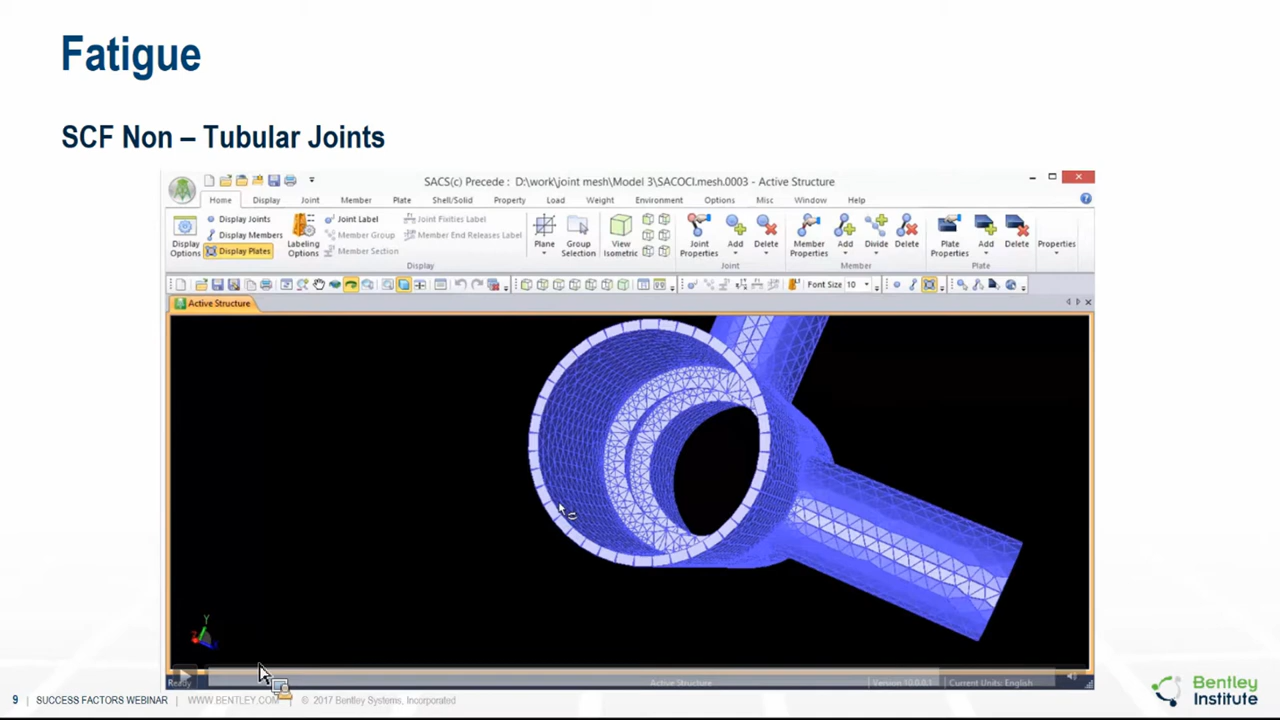 Fatigue
SCF Non – Tubular Joints
SACS(c) Precede : D:\work\joint mesh\Model 3\SACOCI.mesh.0003 - Active Structure
Home Display Joint Member Plate Shell/Solid Property Load Weight Environment Options Misc Window Help
Display Options
Display Joints
Display Members
Display Plates
Labeling Options
Joint Label
Member Group
Member Section
Joint Fixities Label
Member End Releases Label
Plane
Group Selection
View Isometric
Joint Properties
Add
Delete
Member Properties
Add
Divide
Delete
Plate Properties
Add
Delete
Properties
Display
Joint
Member
Plate
Font Size 10
Active Structure
Y
Ready
Active Structure
Version 10.0.0.1
Current Units: English
9 | SUCCESS FACTORS WEBINAR | WWW.BENTLEY.COM | © 2017 Bentley Systems, Incorporated
Bentley
Institute